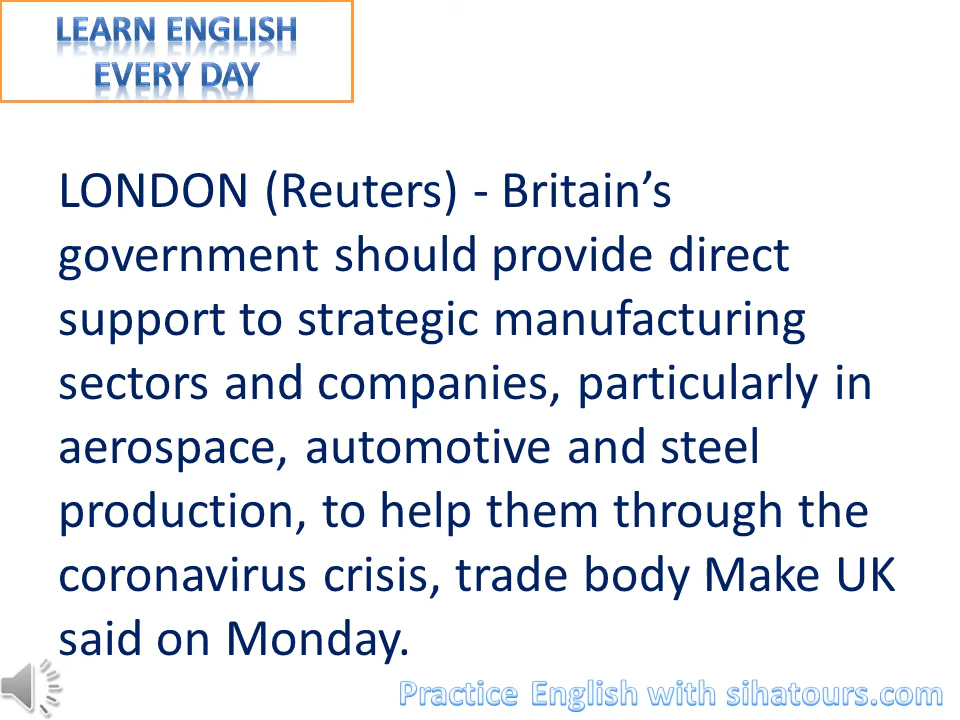 LEARN ENGLISH
EVERY DAY
LONDON (Reuters) - Britain’s
government should provide direct
support to strategic manufacturing
sectors and companies, particularly in
aerospace, automotive and steel
production, to help them through the
coronavirus crisis, trade body Make UK
said on Monday.
Practice English with sihatours.com